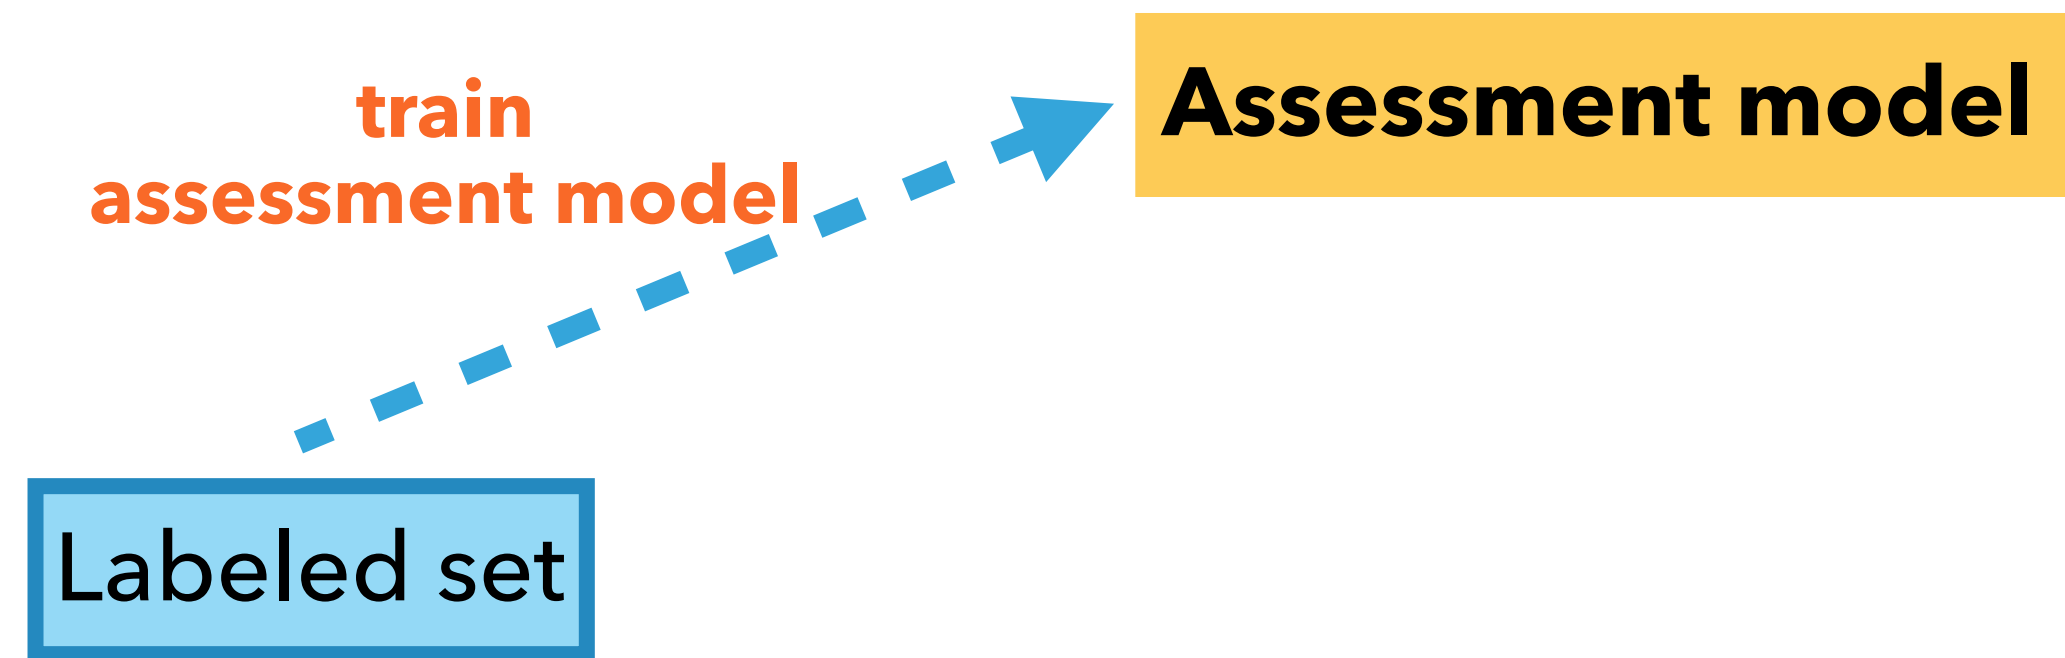 train
assessment model
Assessment model
Labeled set